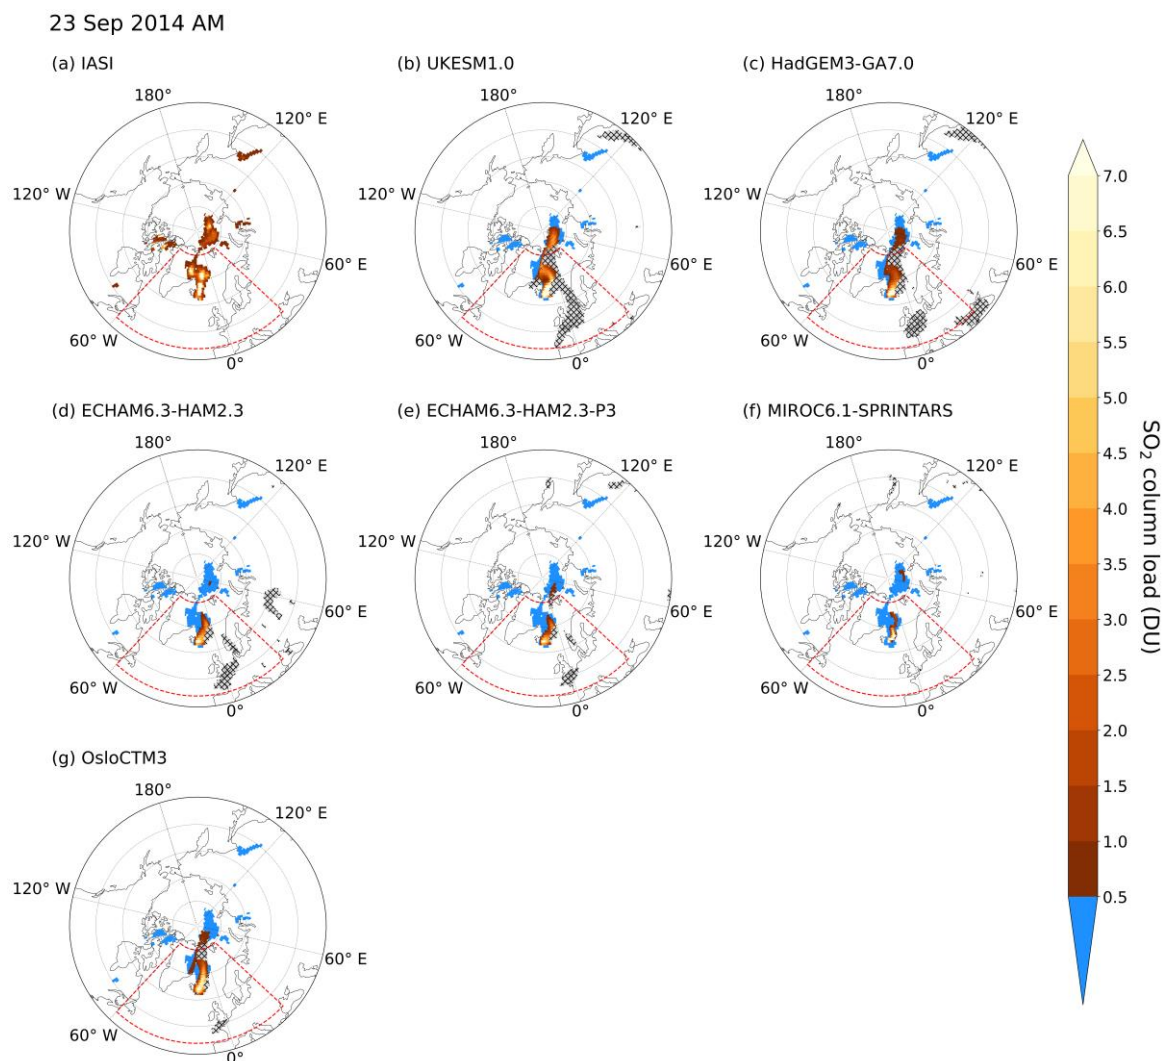 23 Sep 2014 AM
(a) IASI
(b) UKESM1.0
(c) HadGEM3-GA7.0
180°
120° E
180°
120° E
180°
120° E
120° W
60° E
120° W
60° E
120° W
60° E
60° W
0°
60° W
0°
60° W
0°
(d) ECHAM6.3-HAM2.3
(e) ECHAM6.3-HAM2.3-P3
(f) MIROC6.1-SPRINTARS
180°
120° E
180°
120° E
180°
120° E
120° W
60° E
120° W
60° E
120° W
60° E
60° W
0°
60° W
0°
60° W
0°
(g) OsloCTM3
180°
120° E
120° W
60° E
60° W
0°
7.0
6.5
6.0
5.5
5.0
4.5
4.0
3.5
3.0
2.5
2.0
1.5
1.0
0.5
SO₂ column load (DU)